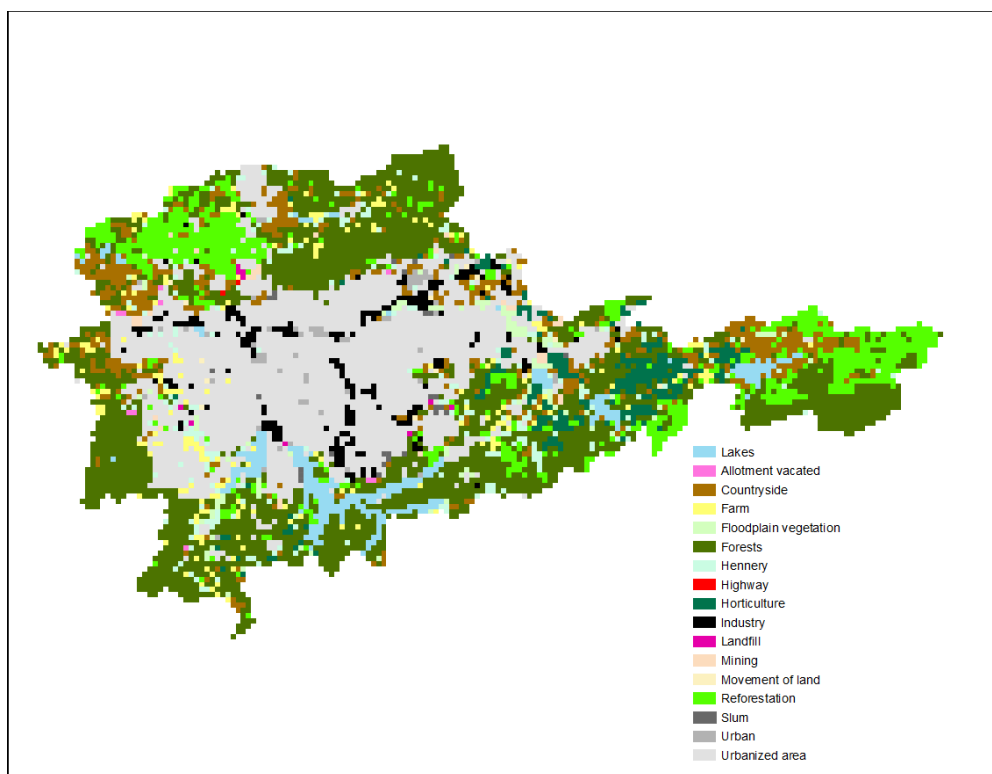 Lakes
Allotment vacated
Countryside
Farm
Floodplain vegetation
Forests
Hennery
Highway
Horticulture
Industry
Landfill
Mining
Movement of land
Reforestation
Slum
Urban
Urbanized area